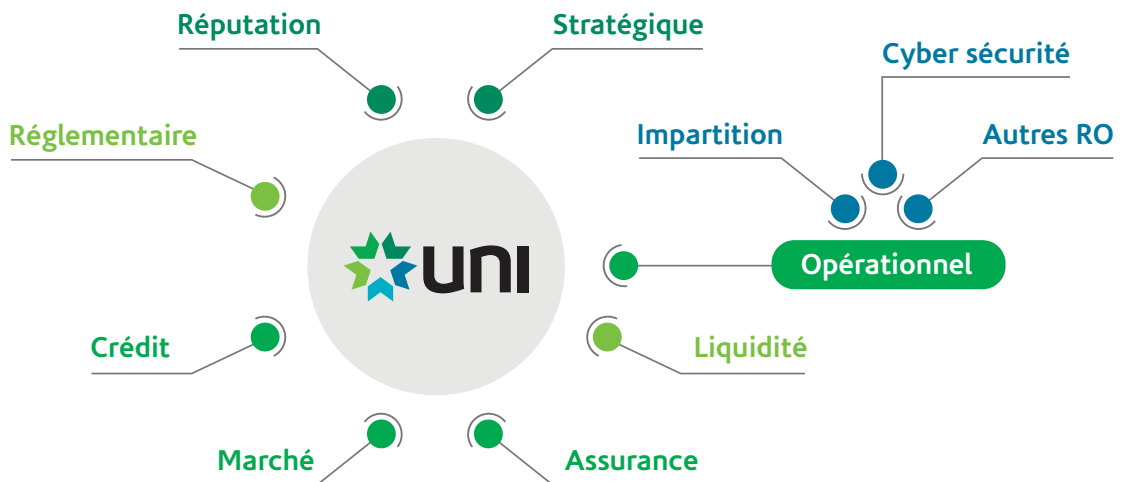 Réputation
Stratégique
Cyber sécurité
Réglementaire
Impartition
Autres RO
uni
Opérationnel
Crédit
Liquidité
Marché
Assurance